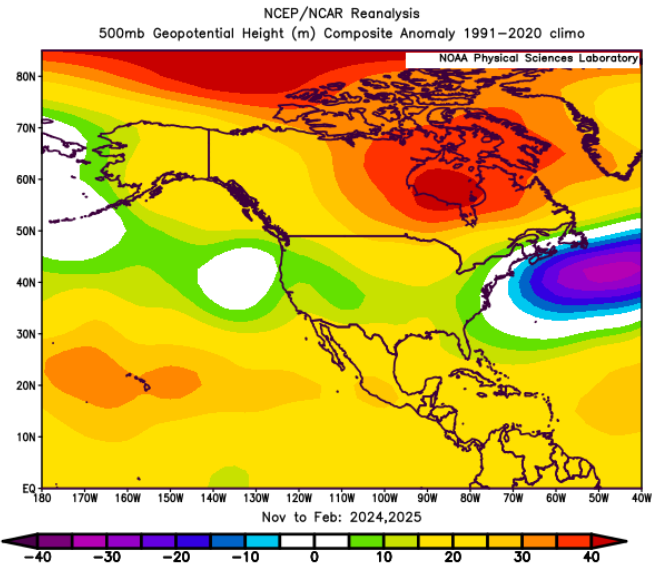 NCEP/NCAR Reanalysis
500mb Geopotential Height (m) Composite Anomaly 1991-2020 climo
NOAA Physical Sciences Laboratory
80N
70N
60N
50N
40N
30N
20N
10N
EQ
180 170W 160W 150W 140W 130W 120W 110W 100W 90W 80W 70W 60W 50W 40W
Nov to Feb: 2024,2025
-40 -30 -20 -10 0 10 20 30 40